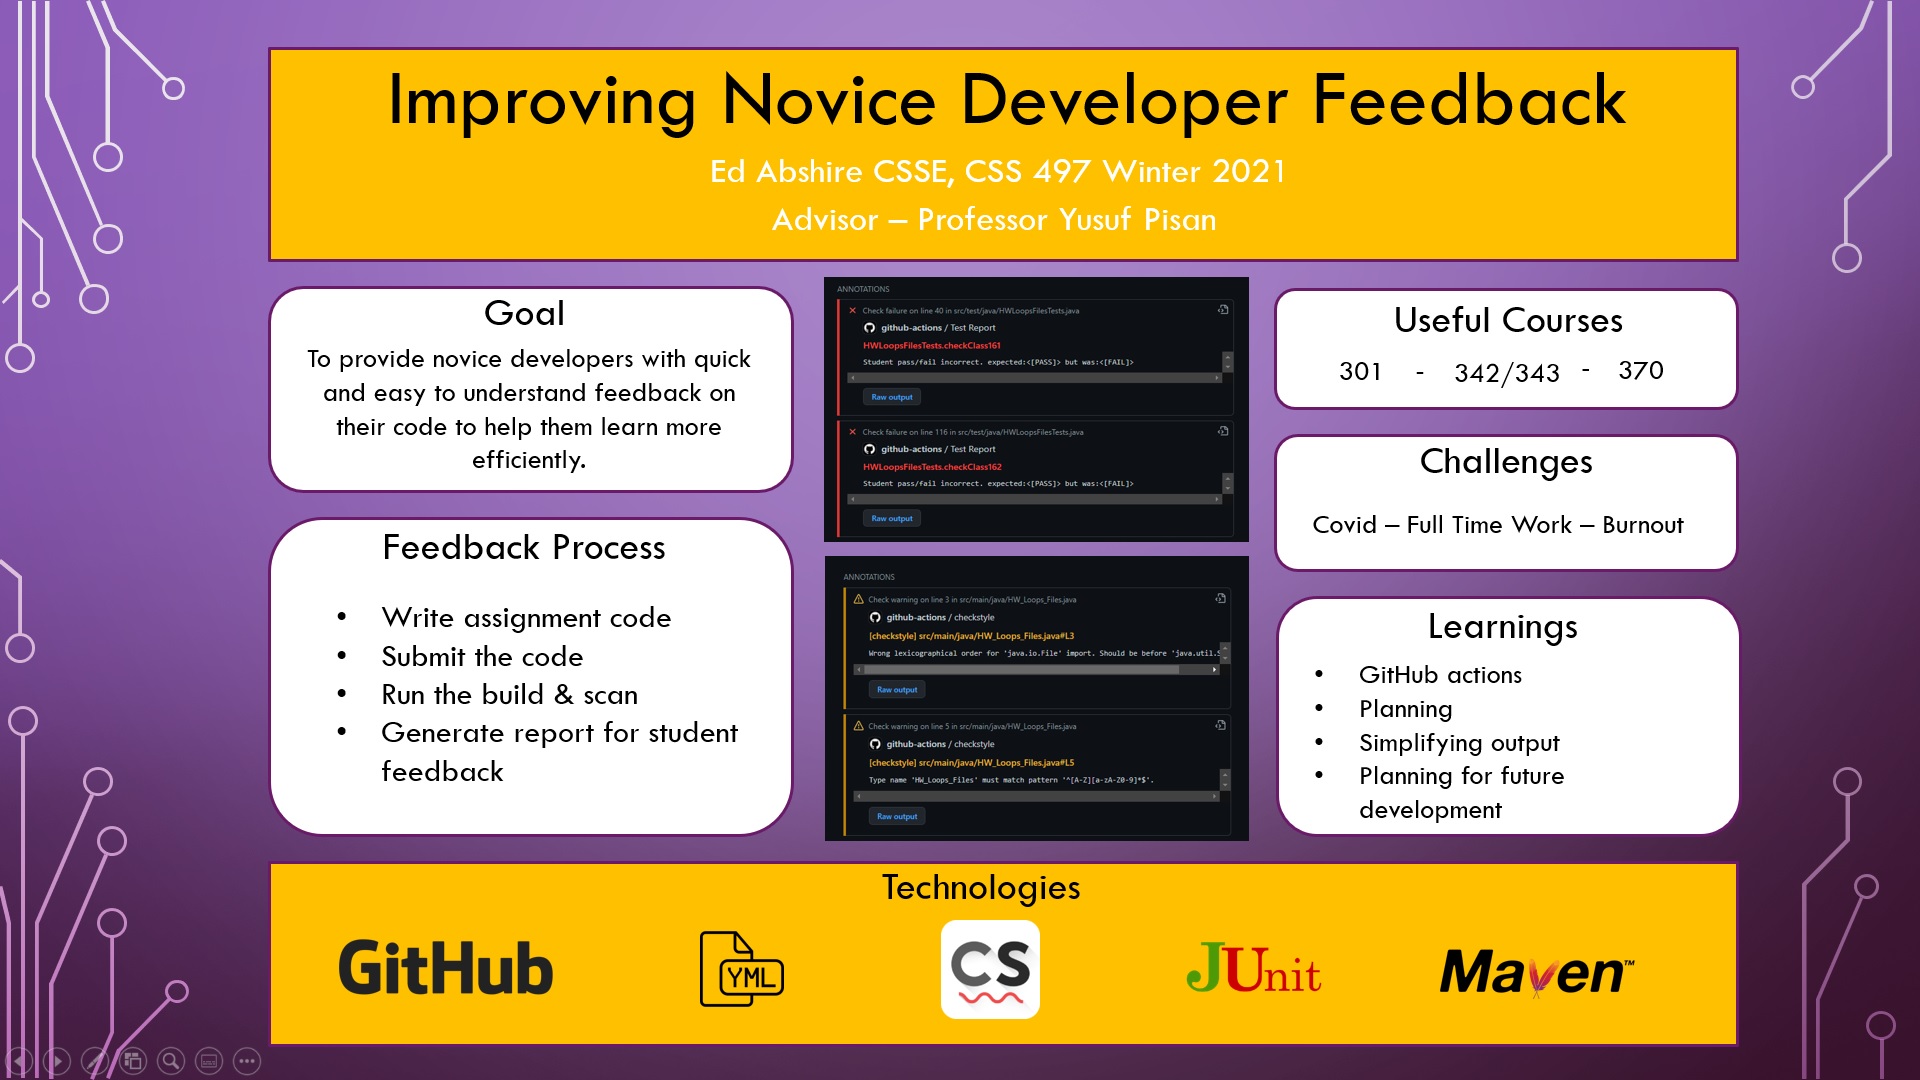 Improving Novice Developer Feedback
Ed Abshire CSSE, CSS 497 Winter 2021
Advisor – Professor Yusuf Pisan
Goal
To provide novice developers with quick
and easy to understand feedback on
their code to help them learn more
efficiently.
Feedback Process
• Write assignment code
• Submit the code
• Run the build & scan
• Generate report for student
feedback
ANNOTATIONS
Check failure on line 40 in src/test/java/HWLoopsFilesTests.java
github-actions / Test Report
HWLoopsFilesTests.checkClass161
Student pass/fail incorrect. expected:<[PASS]> but was:<[FAIL]>
Raw output
Check failure on line 116 in src/test/java/HWLoopsFilesTests.java
github-actions / Test Report
HWLoopsFilesTests.checkClass162
Student pass/fail incorrect. expected:<[PASS]> but was:<[FAIL]>
Raw output
ANNOTATIONS
Check warning on line 3 in src/main/java/HW_Loops_Files.java
github-actions / checkstyle
[checkstyle] src/main/java/HW_Loops_Files.java#L3
Wrong lexicographical order for 'java.io.File' import. Should be before 'java.util.S
Raw output
Check warning on line 5 in src/main/java/HW_Loops_Files.java
github-actions / checkstyle
[checkstyle] src/main/java/HW_Loops_Files.java#L5
Type name 'HW_Loops_Files' must match pattern '^[A-Z][a-zA-Z0-9]*$'.
Raw output
Useful Courses
301 - 342/343 - 370
Challenges
Covid – Full Time Work – Burnout
Learnings
• GitHub actions
• Planning
• Simplifying output
• Planning for future
development
Technologies
GitHub
YML
CS
JUnit
Maven™